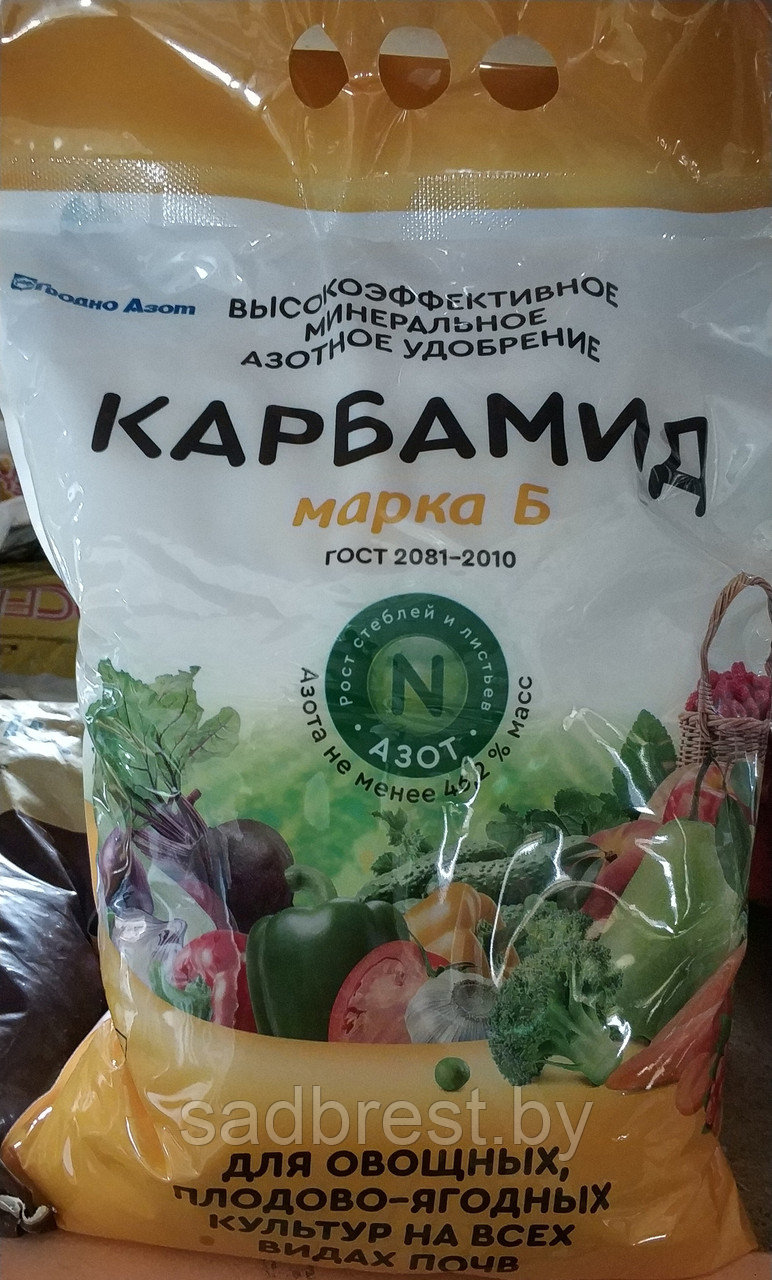 Гродно Азот
ВЫСОКОЭФФЕКТИВНОЕ
МИНЕРАЛЬНОЕ
АЗОТНОЕ УДОБРЕНИЕ
КАРБАМИД
марка Б
ГОСТ 2081-2010
Рост стеблей и листьев
N
• АЗОТ •
Азота не менее 46,2 % масс
sadbrest.by
ДЛЯ ОВОЩНЫХ,
ПЛОДОВО-ЯГОДНЫХ
КУЛЬТУР НА ВСЕХ
ВИДАХ ПОЧВ